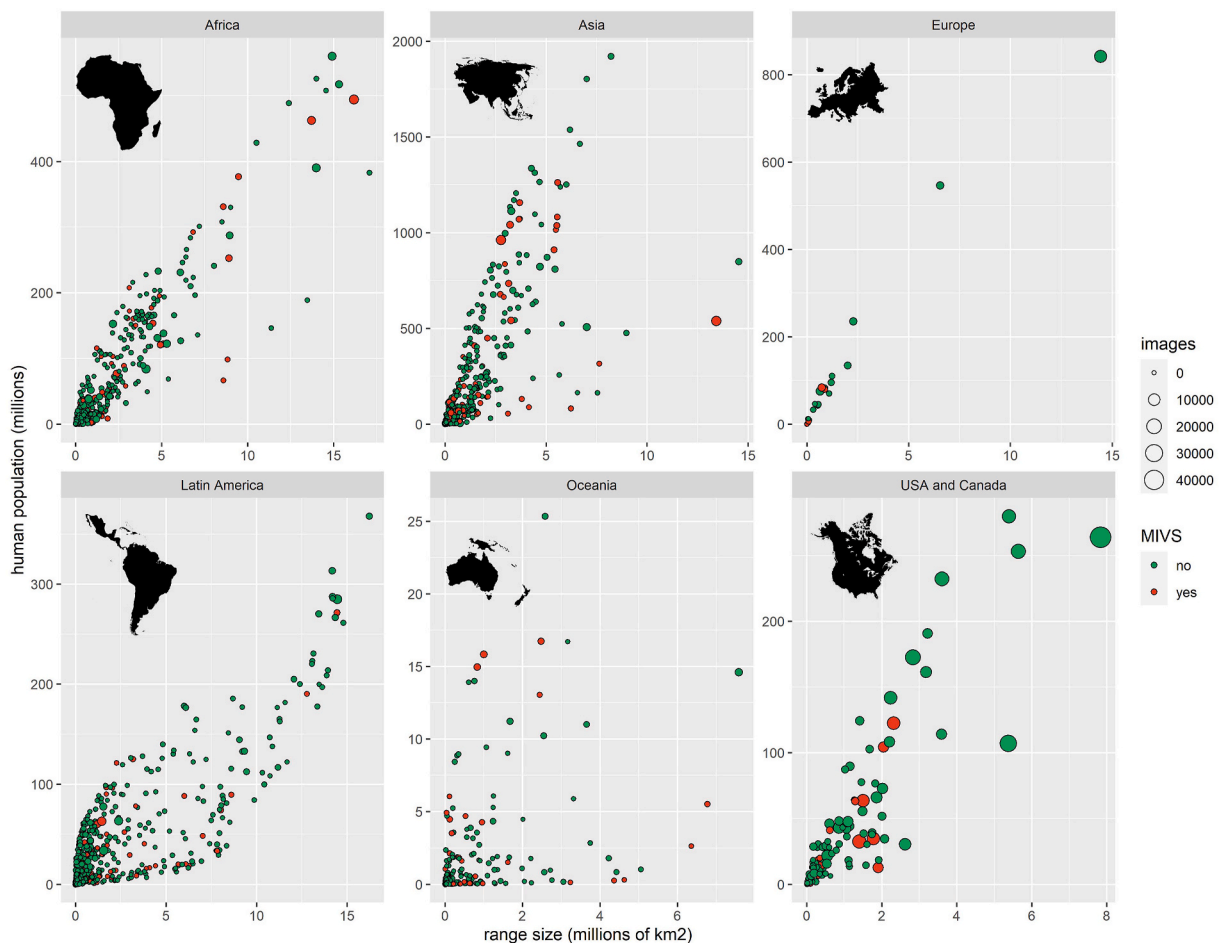 Africa
Asia
Europe
400
200
0
2000
1500
1000
500
0
800
600
400
200
0
0 5 10 15
0 5 10 15
0 5 10 15
Latin America
Oceania
USA and Canada
300
200
100
0
25
20
15
10
5
0
200
100
0
0 5 10 15
0 2 4 6
0 2 4 6 8
human population (millions)
range size (millions of km2)
images
0
10000
20000
30000
40000
MIVS
no
yes